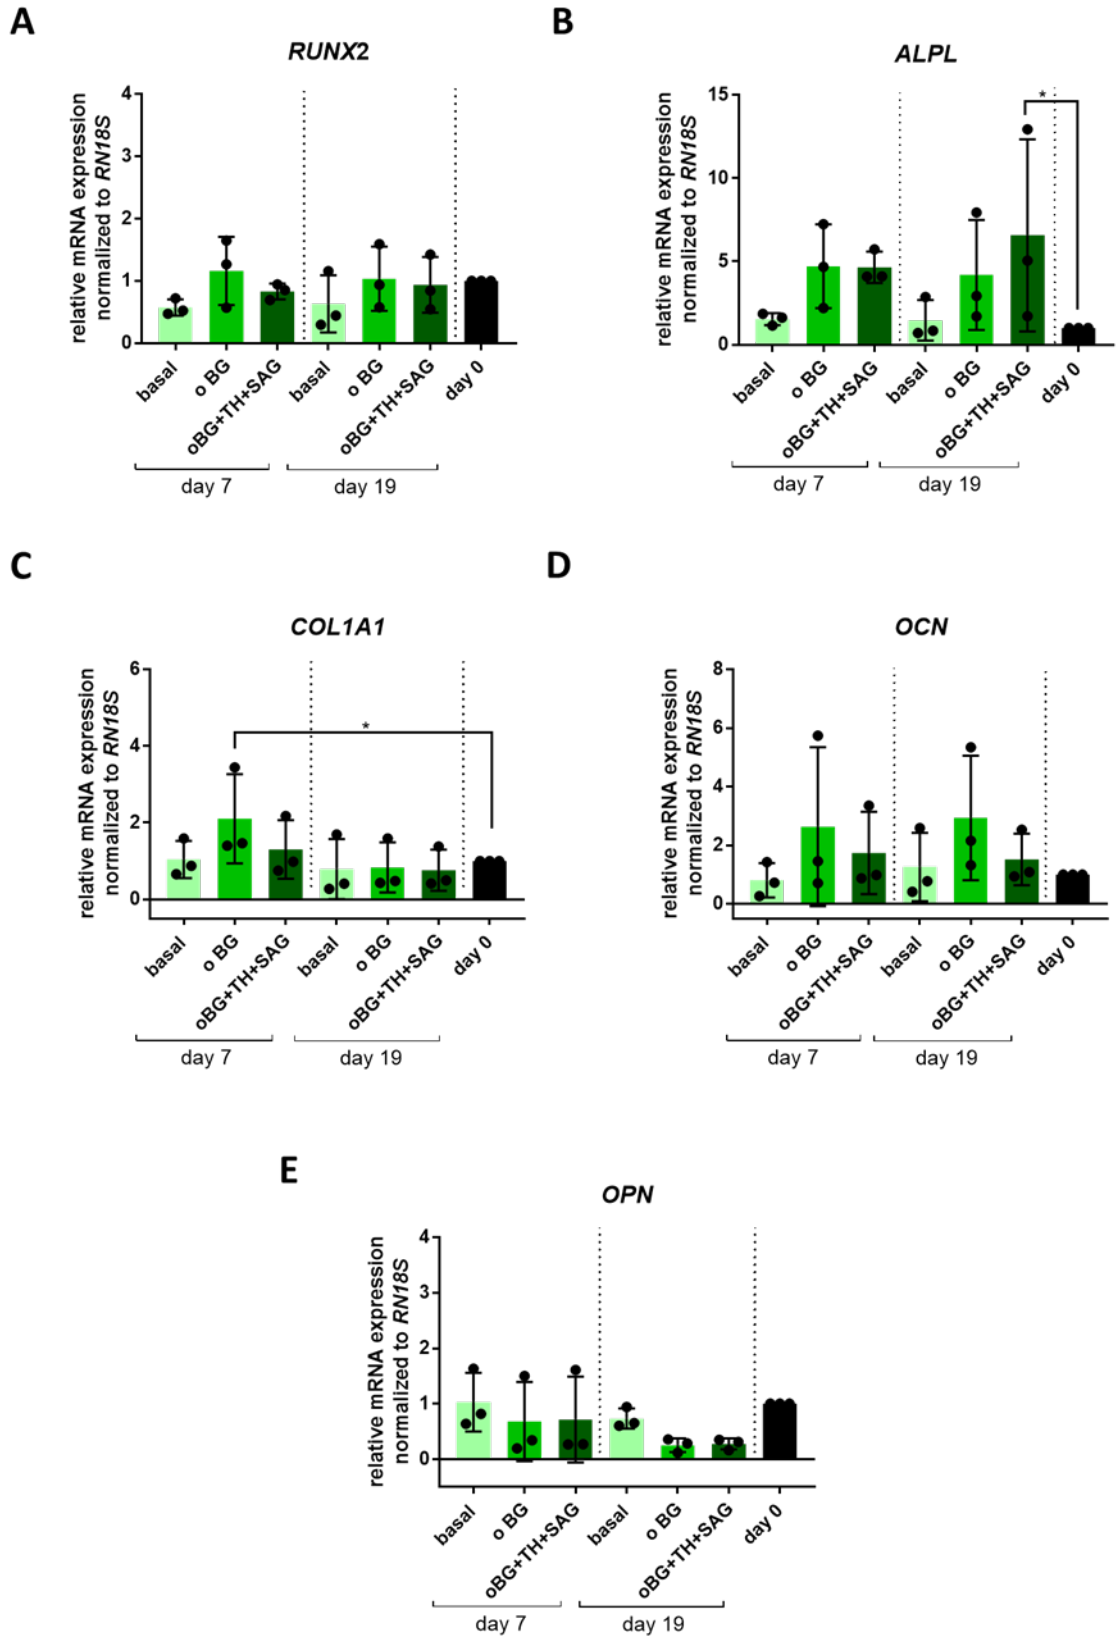 A
RUNX2
relative mRNA expression
normalized to RN18S
4
3
2
1
0
basal
o BG
oBG+TH+SAG
basal
o BG
oBG+TH+SAG
day 0
day 7
day 19
B
ALPL
relative mRNA expression
normalized to RN18S
15
10
5
0
*
basal
o BG
oBG+TH+SAG
basal
o BG
oBG+TH+SAG
day 0
day 7
day 19
C
COL1A1
relative mRNA expression
normalized to RN18S
6
4
2
0
*
basal
o BG
oBG+TH+SAG
basal
o BG
oBG+TH+SAG
day 0
day 7
day 19
D
OCN
relative mRNA expression
normalized to RN18S
8
6
4
2
0
basal
o BG
oBG+TH+SAG
basal
o BG
oBG+TH+SAG
day 0
day 7
day 19
E
OPN
relative mRNA expression
normalized to RN18S
4
3
2
1
0
basal
o BG
oBG+TH+SAG
basal
o BG
oBG+TH+SAG
day 0
day 7
day 19